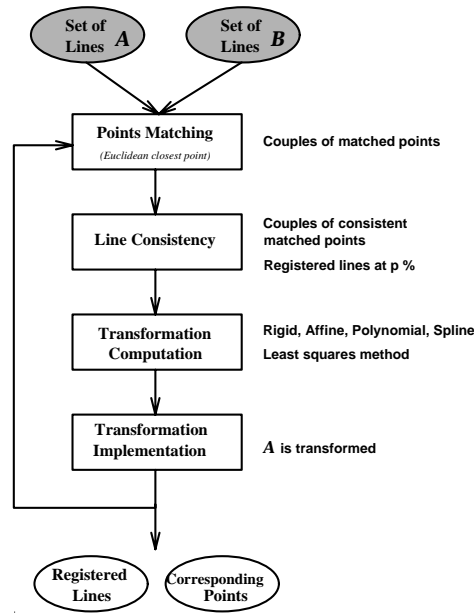 Set of
Lines A
Set of
Lines B
Points Matching
(Euclidean closest point)
Couples of matched points
Line Consistency
Couples of consistent
matched points
Registered lines at p %
Transformation
Computation
Rigid, Affine, Polynomial, Spline
Least squares method
Transformation
Implementation
A is transformed
Registered
Lines
Corresponding
Points